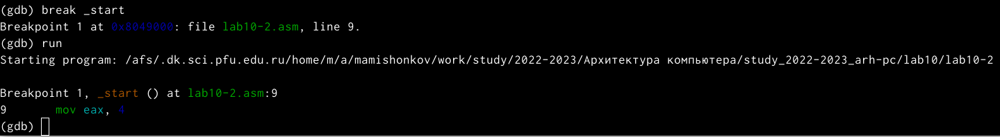 (gdb) break _start
Breakpoint 1 at 0x8049000: file lab10-2.asm, line 9.
(gdb) run
Starting program: /afs/.dk.sci.pfu.edu.ru/home/m/a/mamishonkov/work/study/2022-2023/Архитектура компьютера/study_2022-2023_arh-pc/lab10/lab10-2
Breakpoint 1, _start () at lab10-2.asm:9
9       mov eax, 4
(gdb)